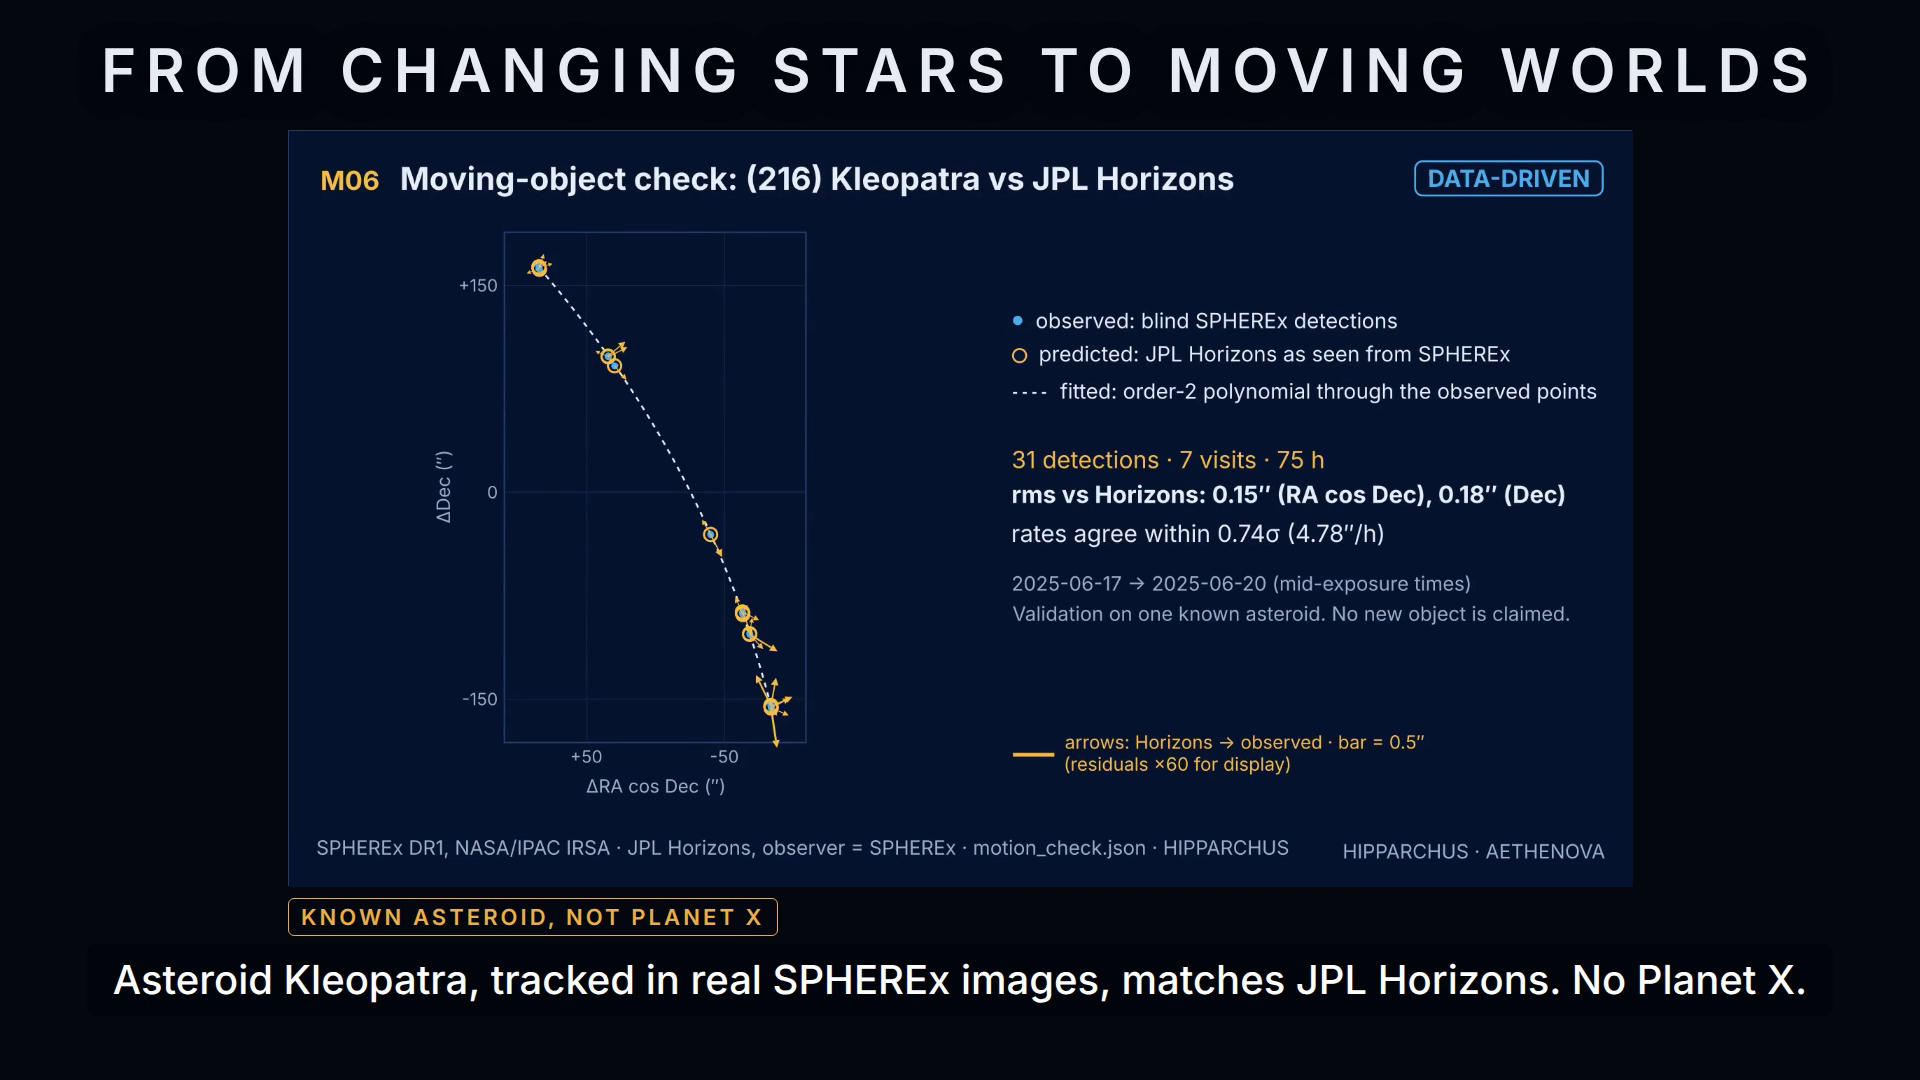 FROM CHANGING STARS TO MOVING WORLDS
M06 Moving-object check: (216) Kleopatra vs JPL Horizons
DATA-DRIVEN
+150
0
-150
ΔDec (″)
+50
-50
ΔRA cos Dec (″)
observed: blind SPHEREx detections
predicted: JPL Horizons as seen from SPHEREx
fitted: order-2 polynomial through the observed points
31 detections · 7 visits · 75 h
rms vs Horizons: 0.15″ (RA cos Dec), 0.18″ (Dec)
rates agree within 0.74σ (4.78″/h)
2025-06-17 → 2025-06-20 (mid-exposure times)
Validation on one known asteroid. No new object is claimed.
arrows: Horizons → observed · bar = 0.5″
(residuals ×60 for display)
SPHEREx DR1, NASA/IPAC IRSA · JPL Horizons, observer = SPHEREx · motion_check.json · HIPPARCHUS
HIPPARCHUS · AETHENOVA
KNOWN ASTEROID, NOT PLANET X
Asteroid Kleopatra, tracked in real SPHEREx images, matches JPL Horizons. No Planet X.